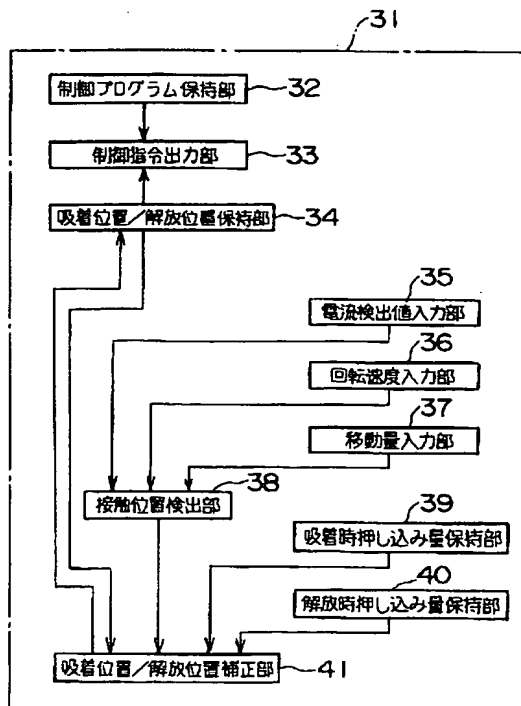 31
制御プログラム保持部 32
制御指令出力部 33
吸着位置/解放位置保持部 34
35
電流検出値入力部
36
回転速度入力部
37
移動量入力部
接触位置検出部 38
39
吸着時押し込み量保持部
40
解放時押し込み量保持部
吸着位置/解放位置補正部 41